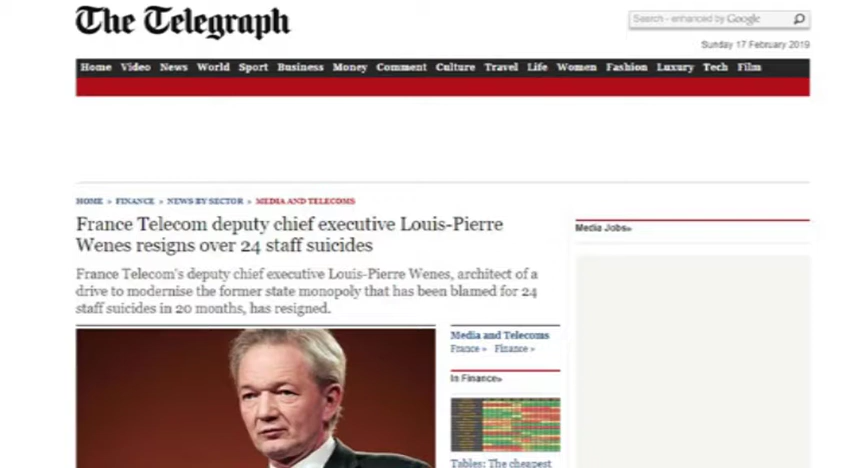 The Telegraph
Search - enhanced by Google
Sunday 17 February 2019
Home Video News World Sport Business Money Comment Culture Travel Life Women Fashion Luxury Tech Film
HOME » FINANCE » NEWS BY SECTOR » MEDIA AND TELECOMS
France Telecom deputy chief executive Louis-Pierre
Wenes resigns over 24 staff suicides
France Telecom's deputy chief executive Louis-Pierre Wenes, architect of a
drive to modernise the former state monopoly that has been blamed for 24
staff suicides in 20 months, has resigned.
Media Jobs»
Media and Telecoms
France » Finance »
In Finance»
Tables: The cheapest